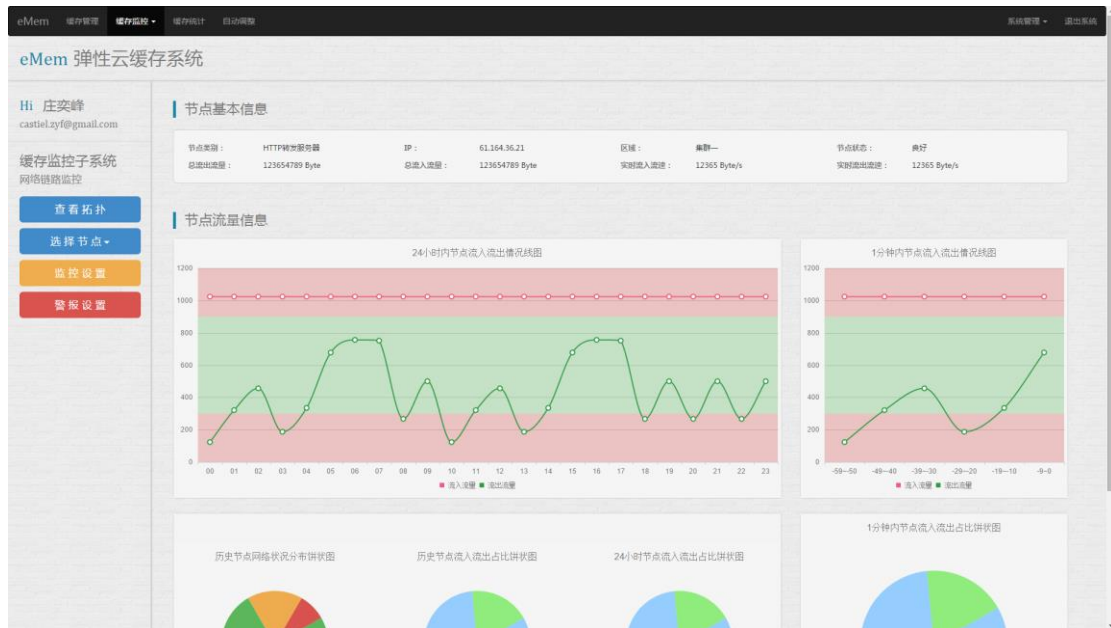 eMem 缓存管理 缓存监控 缓存统计 自动调整 系统管理 退出系统
eMem 弹性云缓存系统
Hi 庄奕峰
castiel.zyf@gmail.com
缓存监控子系统
网络链路监控
查看拓扑
选择节点
监控设置
警报设置
节点基本信息
节点类别： HTTP转发服务器 IP： 61.164.36.21 区域： 集群一 节点状态： 良好
总流出流量： 123654789 Byte 总流入流量： 123654789 Byte 实时流入流速： 12365 Byte/s 实时流出流速： 12365 Byte/s
节点流量信息
24小时内节点流入流出情况线图
1200
1000
800
600
400
200
0
00 01 02 03 04 05 06 07 08 09 10 11 12 13 14 15 16 17 18 19 20 21 22 23
流入流量 流出流量
1分钟内节点流入流出情况线图
1200
1000
800
600
400
200
0
-59~-50 -49~-40 -39~-30 -29~-20 -19~-10 -9~0
流入流量 流出流量
历史节点网络状况分布饼状图
历史节点流入流出占比饼状图
24小时节点流入流出占比饼状图
1分钟内节点流入流出占比饼状图